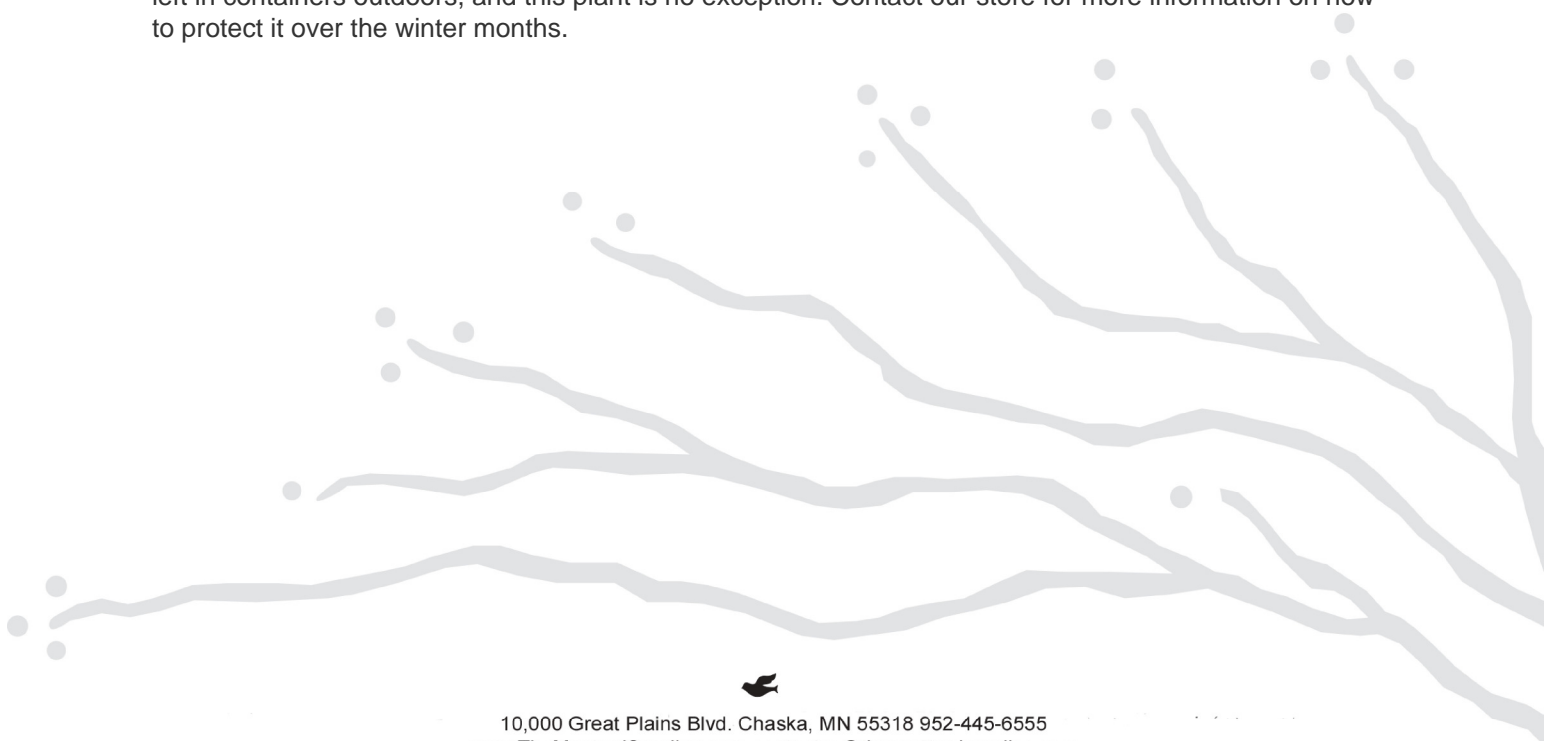 left in containers outdoors, and this plant is no exception. Contact our store for more information on how
to protect it over the winter months.
10,000 Great Plains Blvd. Chaska, MN 55318 952-445-6555